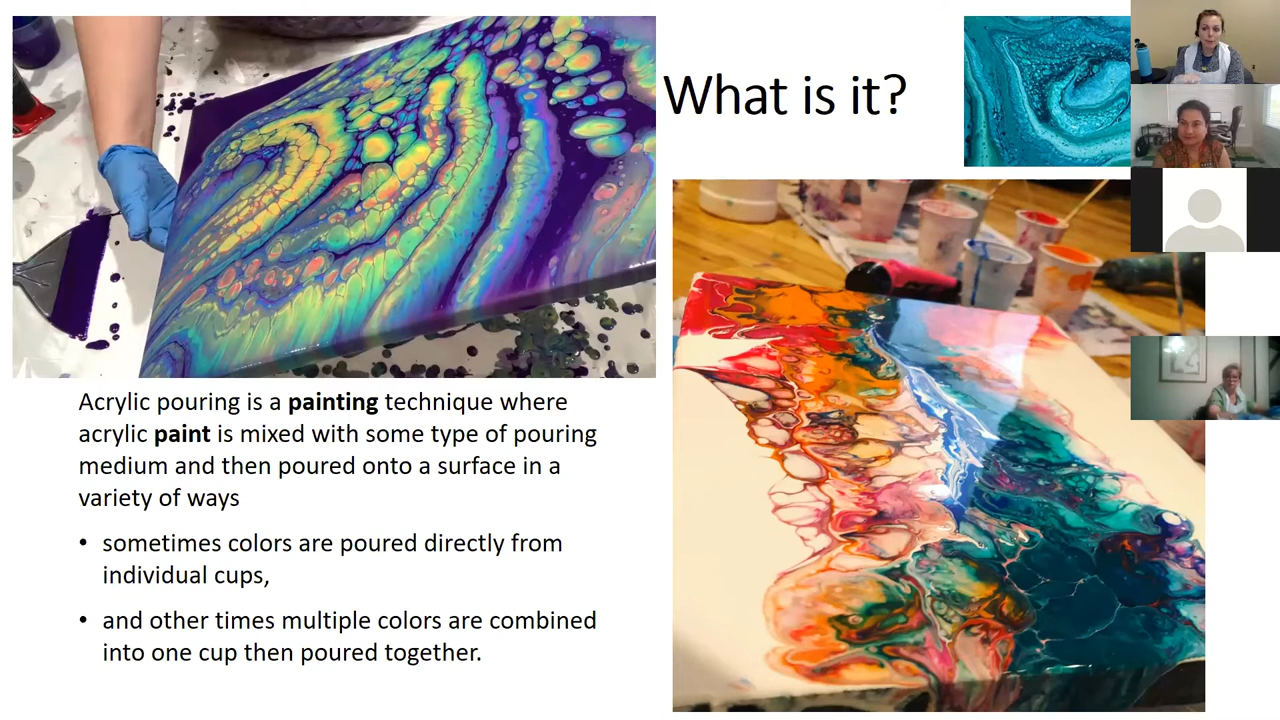 What is it?
Acrylic pouring is a painting technique where
acrylic paint is mixed with some type of pouring
medium and then poured onto a surface in a
variety of ways
• sometimes colors are poured directly from
individual cups,
• and other times multiple colors are combined
into one cup then poured together.